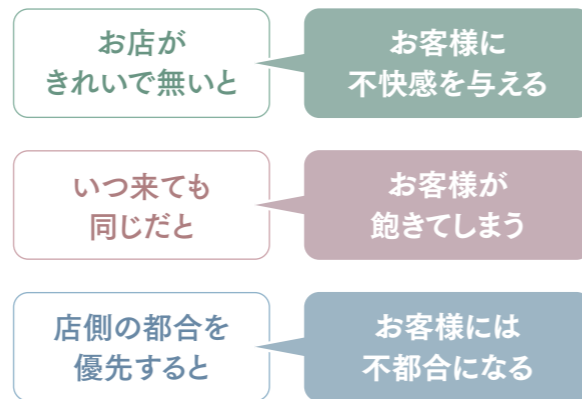 お店が
きれいで無いと
お客様に
不快感を与える
いつ来ても
同じだと
お客様が
飽きてしまう
店側の都合を
優先すると
お客様には
不都合になる